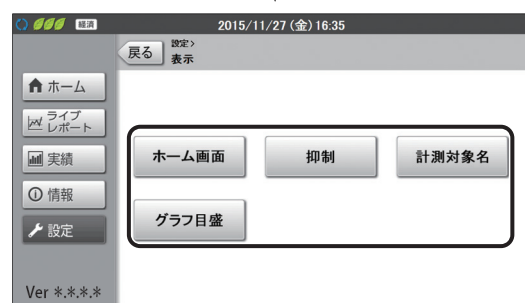 経済
2015/11/27(金)16:35
戻る
設定>
表示
ホーム
ライブ
レポート
実績
情報
設定
ホーム画面
抑制
計測対象名
グラフ目盛
Ver *.*.*.*